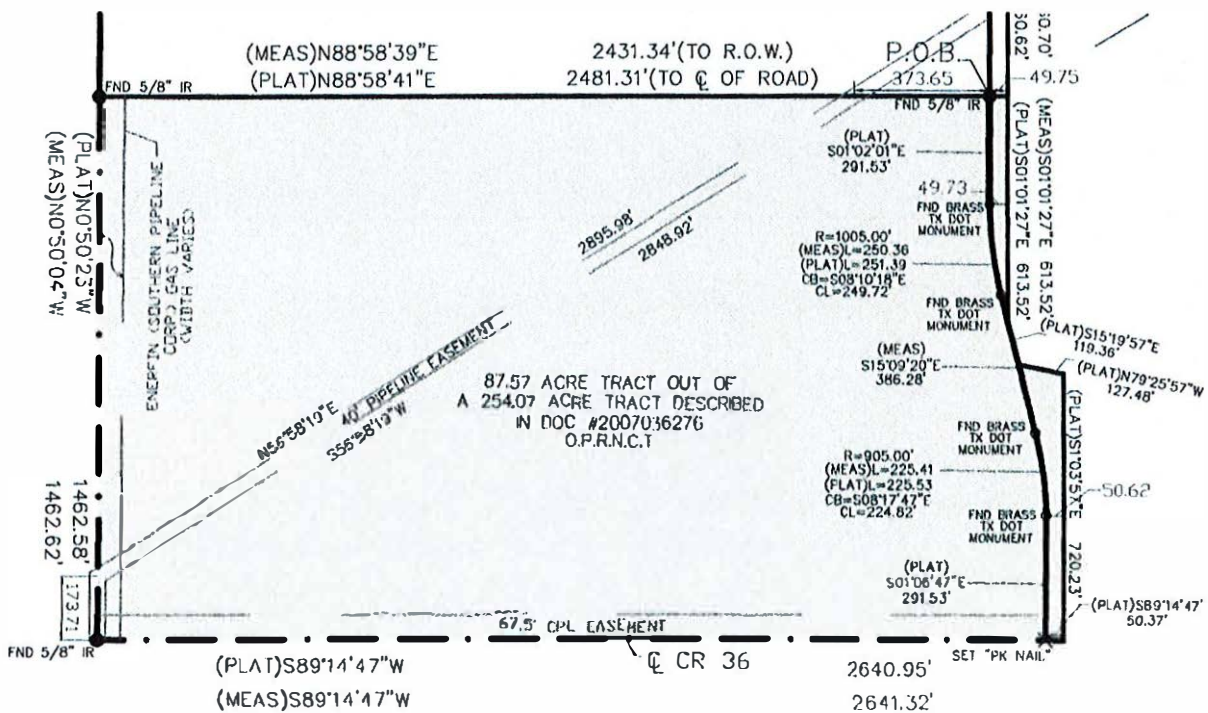 (MEAS)N88°58'39"E
2431.34'(TO R.O.W.)
P.O.B.
50.62'
50.70'
FND 5/8" IR
(PLAT)N88°58'41"E
2481.31'(TO ℄ OF ROAD)
373.65
49.75
FND 5/8" IR
(PLAT)N0°50'23"W
(MEAS)N0°50'04"W
ENERFIN (SOUTHERN PIPELINE
CORP.) GAS LINE
(WIDTH VARIES)
(PLAT)
S01°02'01"E
291.53'
49.73
FND BRASS
TX DOT
MONUMENT
(MEAS)S01°01'27"E 613.52'
(PLAT)S01°01'27"E 613.52'
2895.98'
2848.92'
R=1005.00'
(MEAS)L=250.36
(PLAT)L=251.39
CB=S08°10'18"E
CL=249.72'
FND BRASS
TX DOT
MONUMENT
(PLAT)S15°19'57"E
119.36'
(MEAS)
S15°09'20"E
386.28'
(PLAT)N79°25'57"W
127.48'
N56°58'19"E
40' PIPELINE EASEMENT
S56°58'19"W
87.57 ACRE TRACT OUT OF
A 254.07 ACRE TRACT DESCRIBED
IN DOC #2007036276
O.P.R.N.C.T
FND BRASS
TX DOT
MONUMENT
R=905.00'
(MEAS)L=225.41
(PLAT)L=225.53
CB=S08°17'47"E
CL=224.82'
50.62
FND BRASS
TX DOT
MONUMENT
(PLAT)S1°03'57"E 720.23'
1462.58'
1462.62'
(PLAT)
S01°06'47"E
291.53'
173.71
(PLAT)S89°14'47'
50.37'
67.5' CPL EASEMENT
FND 5/8" IR
SET "PK NAIL"
(PLAT)S89°14'47"W
℄ CR 36
2640.95'
(MEAS)S89°14'47"W
2641.32'